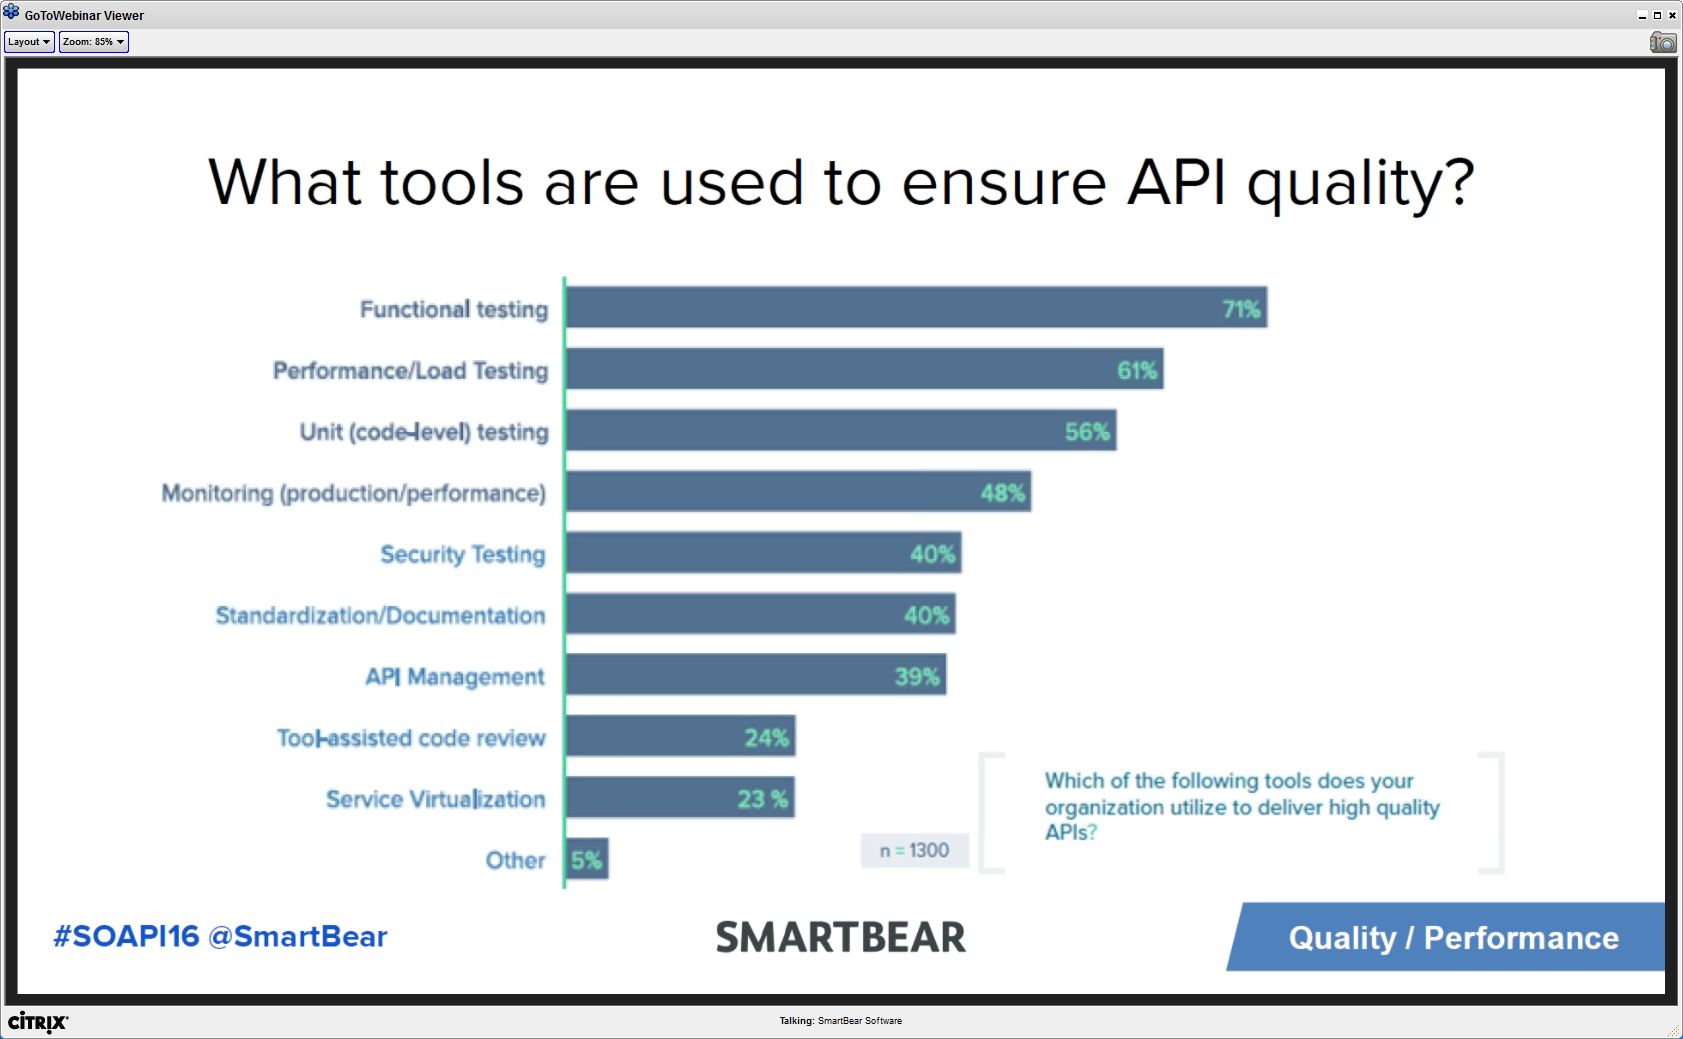 GoToWebinar Viewer
Layout
Zoom: 85%
What tools are used to ensure API quality?
Functional testing 71%
Performance/Load Testing 61%
Unit (code-level) testing 56%
Monitoring (production/performance) 48%
Security Testing 40%
Standardization/Documentation 40%
API Management 39%
Tool-assisted code review 24%
Service Virtualization 23 %
Other 5%
n = 1300
Which of the following tools does your
organization utilize to deliver high quality
APIs?
#SOAPI16 @SmartBear
SMARTBEAR
Quality / Performance
CITRIX
Talking: SmartBear Software